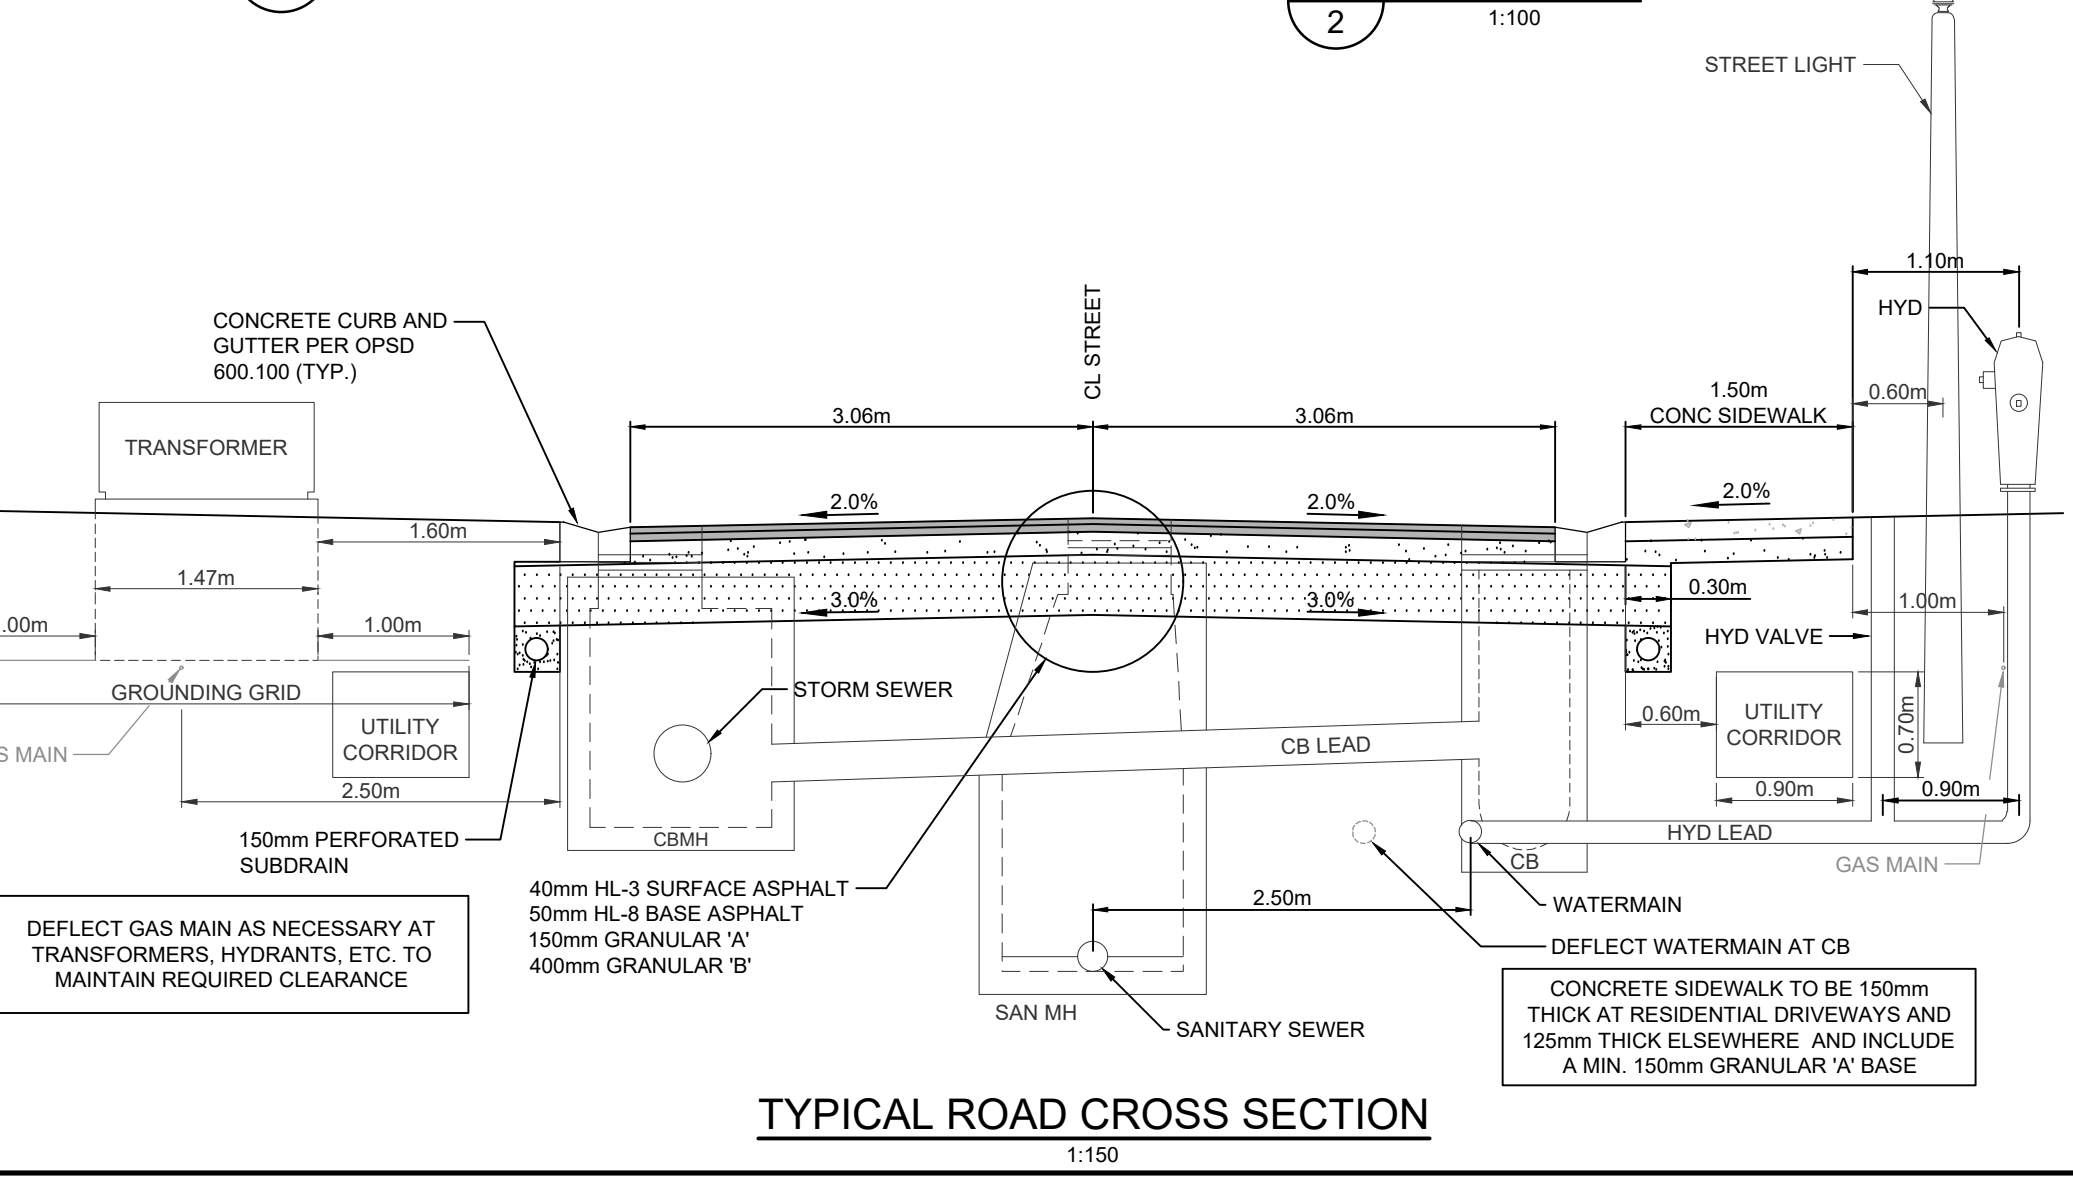 2
1:100
STREET LIGHT
1.10m
HYD
CONCRETE CURB AND
GUTTER PER OPSD
600.100 (TYP.)
CL STREET
1.50m
CONC SIDEWALK
0.60m
3.06m
3.06m
TRANSFORMER
2.0%
2.0%
2.0%
1.60m
1.47m
3.0%
3.0%
0.30m
1.00m
.00m
1.00m
HYD VALVE
GROUNDING GRID
STORM SEWER
UTILITY
CORRIDOR
0.60m
UTILITY
CORRIDOR
0.70m
S MAIN
CB LEAD
2.50m
0.90m
0.90m
150mm PERFORATED
SUBDRAIN
CBMH
HYD LEAD
CB
GAS MAIN
40mm HL-3 SURFACE ASPHALT
50mm HL-8 BASE ASPHALT
150mm GRANULAR 'A'
400mm GRANULAR 'B'
2.50m
WATERMAIN
DEFLECT WATERMAIN AT CB
DEFLECT GAS MAIN AS NECESSARY AT
TRANSFORMERS, HYDRANTS, ETC. TO
MAINTAIN REQUIRED CLEARANCE
SAN MH
SANITARY SEWER
CONCRETE SIDEWALK TO BE 150mm
THICK AT RESIDENTIAL DRIVEWAYS AND
125mm THICK ELSEWHERE AND INCLUDE
A MIN. 150mm GRANULAR 'A' BASE
TYPICAL ROAD CROSS SECTION
1:150